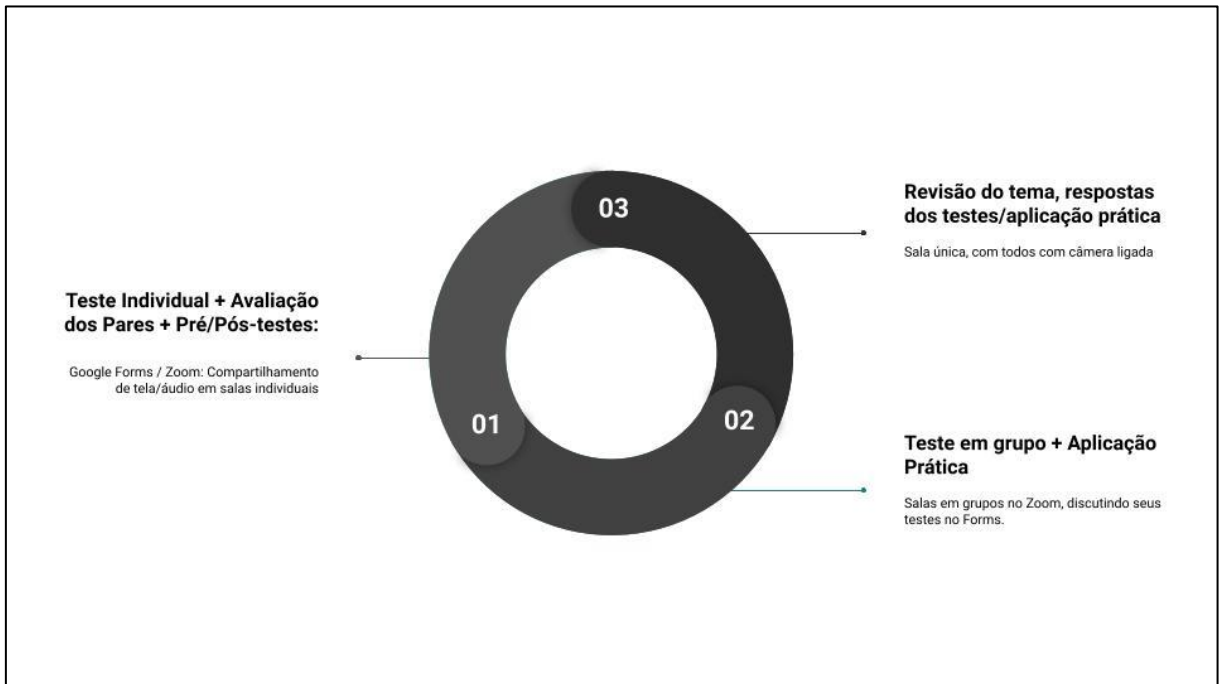 03
Revisão do tema, respostas
dos testes/aplicação prática
Sala única, com todos com câmera ligada
Teste Individual + Avaliação
dos Pares + Pré/Pós-testes:
Google Forms / Zoom: Compartilhamento
de tela/áudio em salas individuais
01
02
Teste em grupo + Aplicação
Prática
Salas em grupos no Zoom, discutindo seus
testes no Forms.